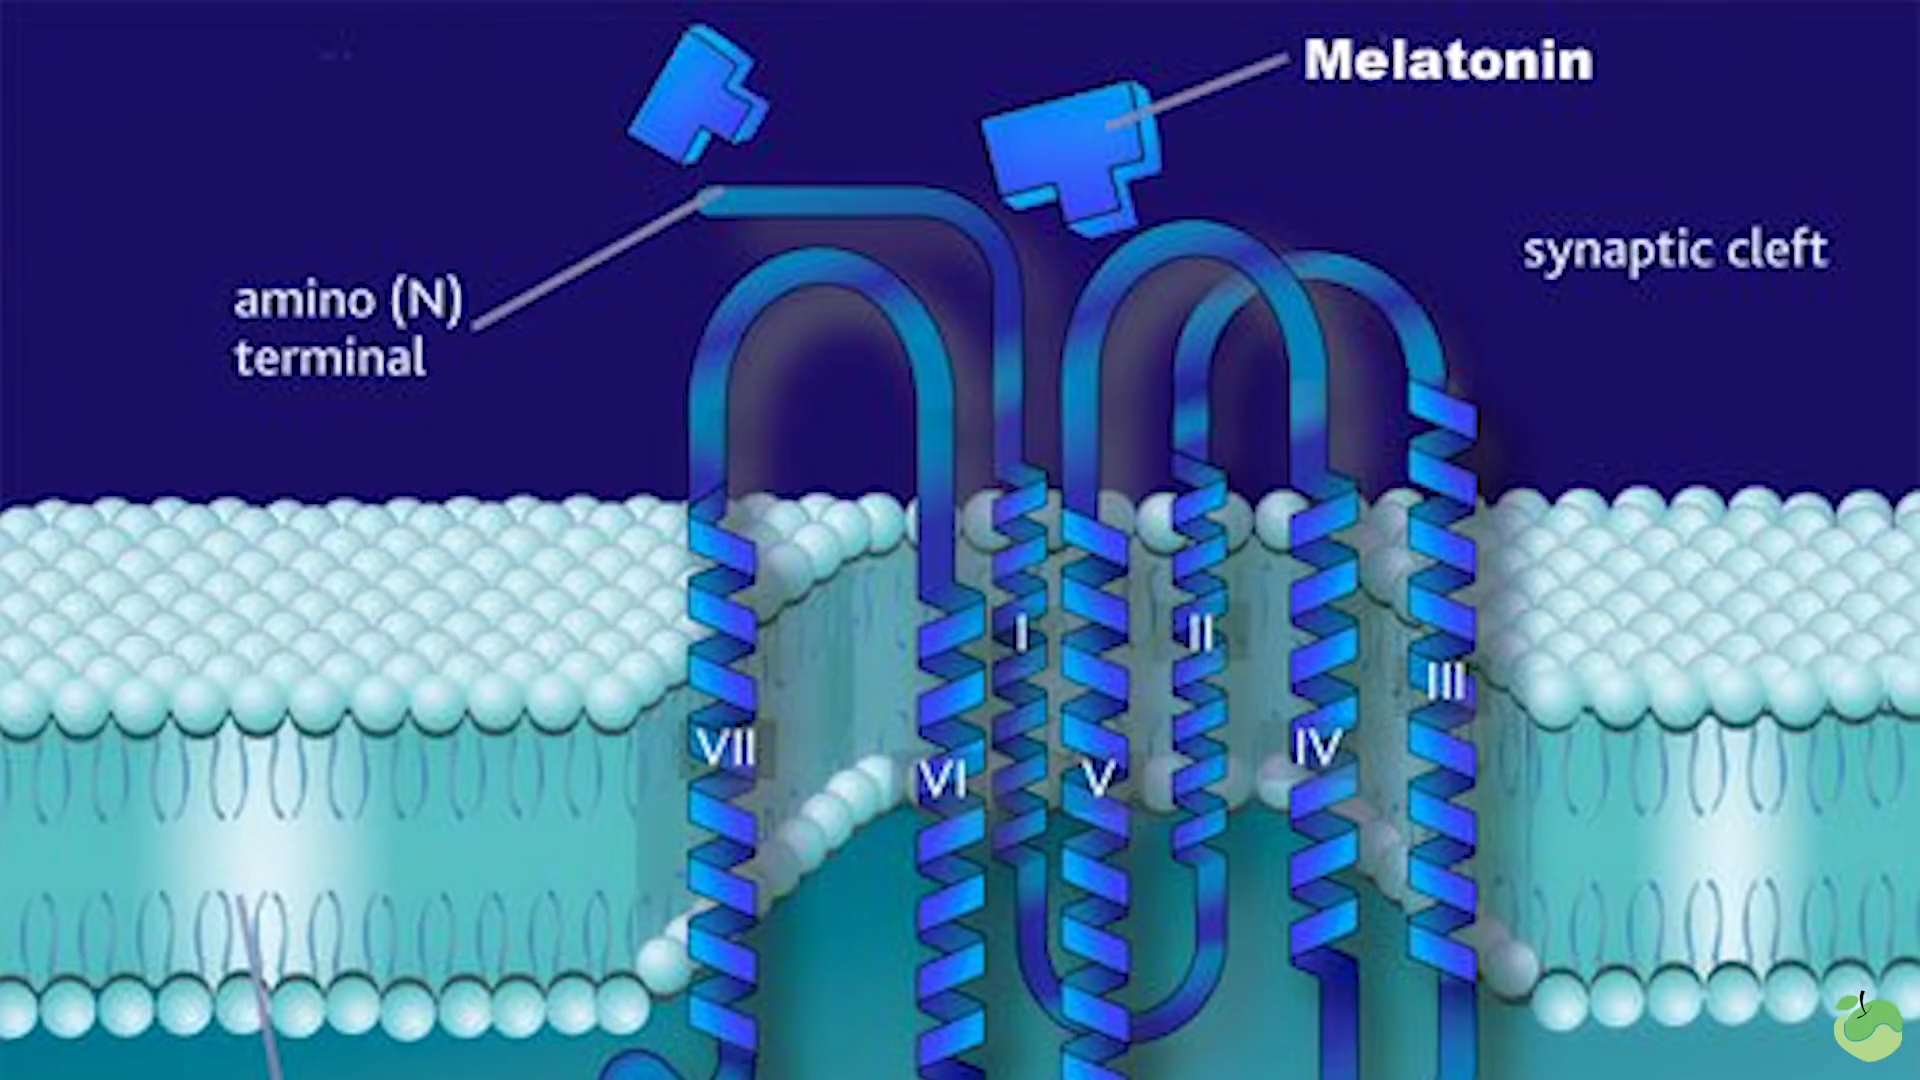 Melatonin
synaptic cleft
amino (N)
terminal
I
II
III
VII
IV
VI
V